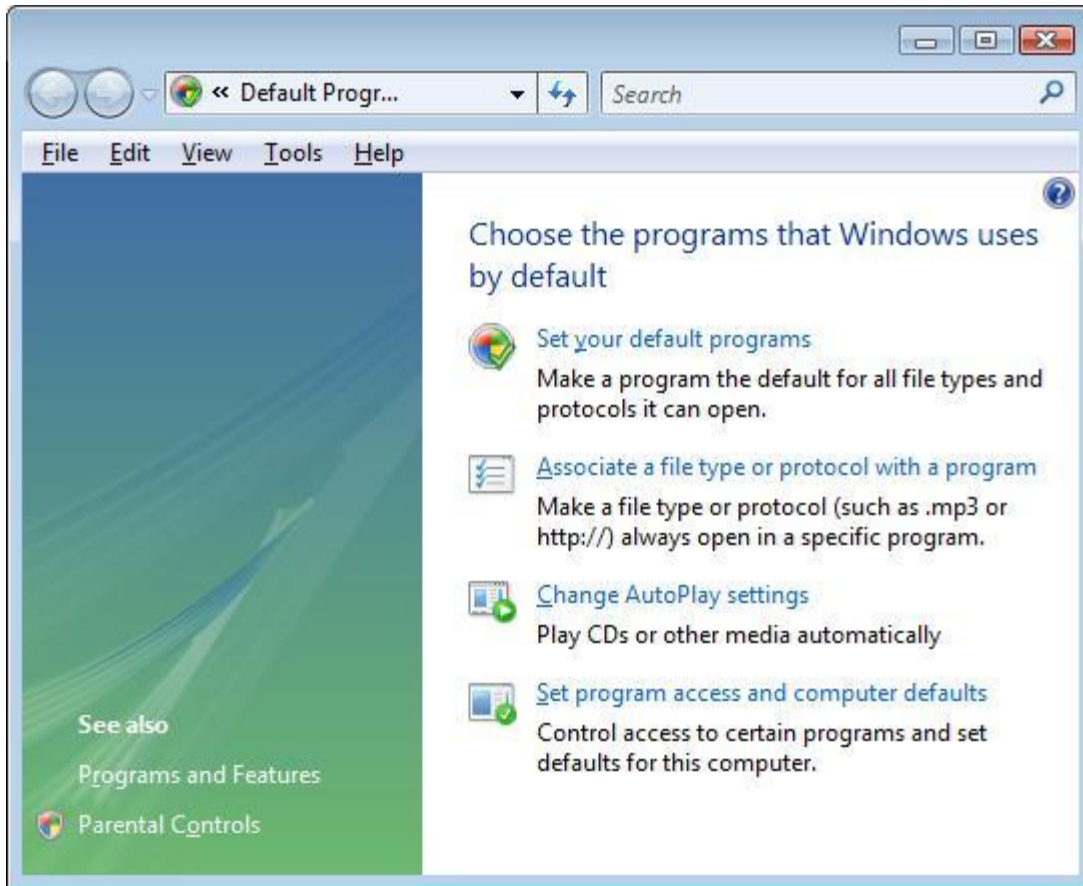 « Default Progr...
Search
File Edit View Tools Help
Choose the programs that Windows uses
by default
Set your default programs
Make a program the default for all file types and
protocols it can open.
Associate a file type or protocol with a program
Make a file type or protocol (such as .mp3 or
http://) always open in a specific program.
Change AutoPlay settings
Play CDs or other media automatically
Set program access and computer defaults
Control access to certain programs and set
defaults for this computer.
See also
Programs and Features
Parental Controls